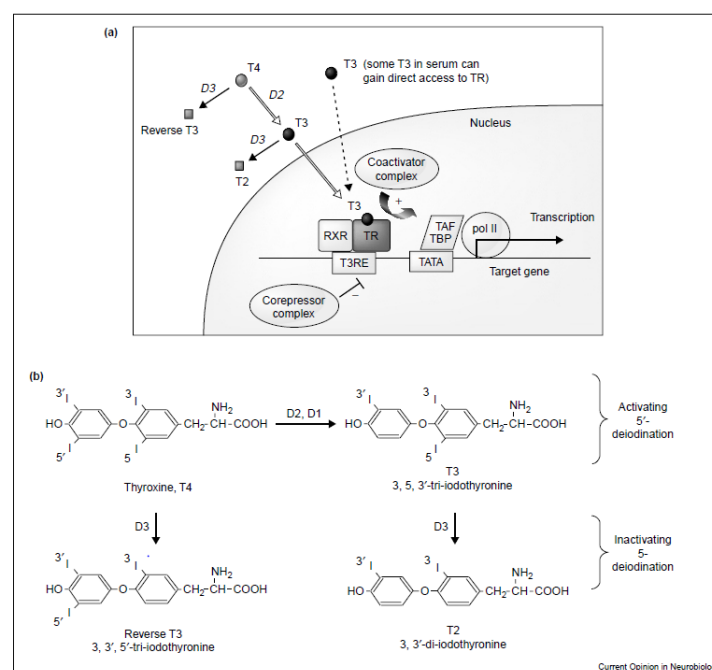 (a)
T3 (some T3 in serum can
gain direct access to TR)
T4
D3
D2
Reverse T3
T3
D3
T2
Nucleus
Coactivator
complex
T3
+
RXR
TR
TAF
TBP
pol II
Transcription
T3RE
TATA
Target gene
Corepressor
complex
–
(b)
3′
I
3
I
NH2
HO
O
CH2–CH–COOH
I
5′
I
5
Thyroxine, T4
D2, D1
3′
I
3
I
NH2
HO
O
CH2–CH–COOH
I
5
T3
3, 5, 3′-tri-iodothyronine
Activating
5′-
deiodination
D3
D3
Inactivating
5-
deiodination
3′
I
3
I
NH2
HO
O
CH2–CH–COOH
I
5′
Reverse T3
3, 3′, 5′-tri-iodothyronine
3′
I
3
I
NH2
HO
O
CH2–CH–COOH
T2
3, 3′-di-iodothyronine
Current Opinion in Neurobiolo